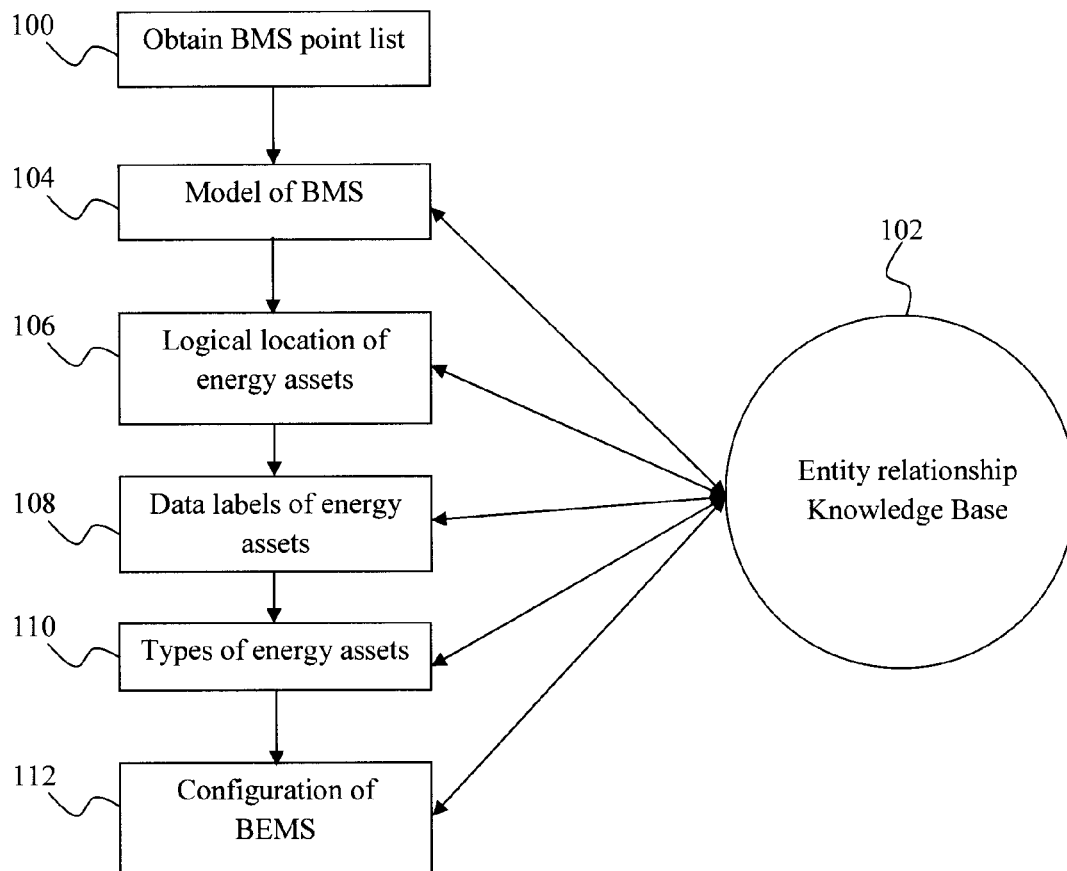 100
Obtain BMS point list
104
Model of BMS
102
106
Logical location of
energy assets
Entity relationship
Knowledge Base
108
Data labels of energy
assets
110
Types of energy assets
112
Configuration of
BEMS